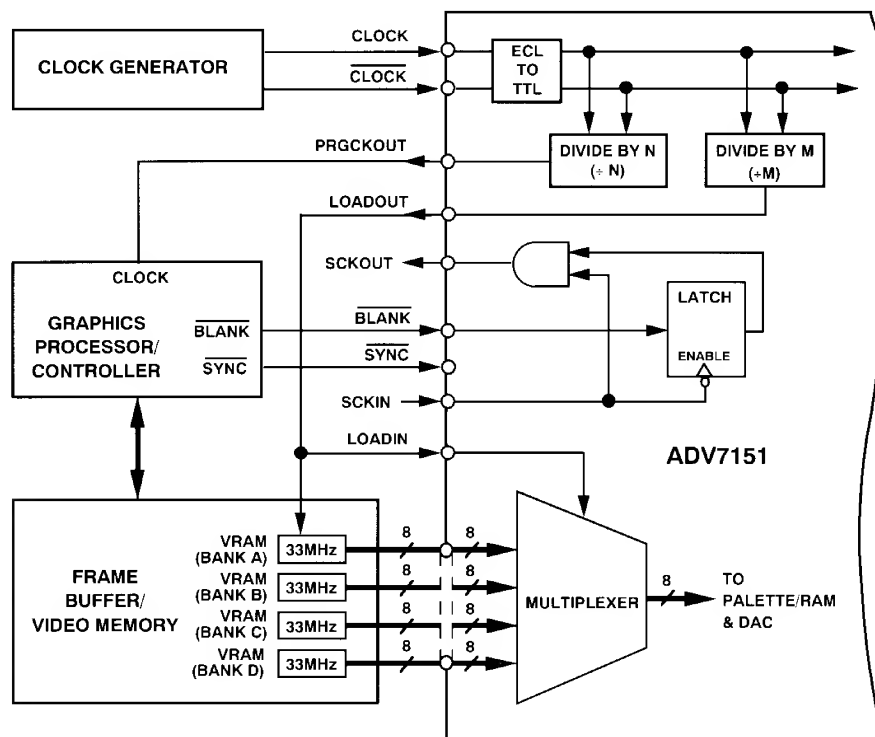 CLOCK GENERATOR
CLOCK
CLOCK
ECL
TO
TTL
PRGCKOUT
DIVIDE BY N
(÷ N)
DIVIDE BY M
(÷M)
LOADOUT
SCKOUT
CLOCK
GRAPHICS
PROCESSOR/
CONTROLLER
BLANK
SYNC
BLANK
SYNC
SCKIN
LATCH
ENABLE
LOADIN
ADV7151
FRAME
BUFFER/
VIDEO MEMORY
VRAM
(BANK A)
33MHz
8
8
VRAM
(BANK B)
33MHz
8
8
VRAM
(BANK C)
33MHz
8
8
VRAM
(BANK D)
33MHz
8
8
MULTIPLEXER
8
TO
PALETTE/RAM
& DAC